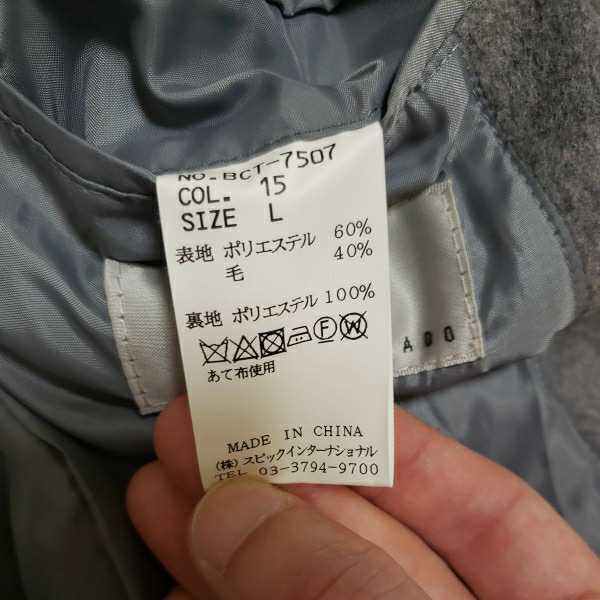 NO. BCT-7507
COL. 15
SIZE L
表地 ポリエステル 60%
毛 40%
裏地 ポリエステル 100%
F W
あて布使用
ADO
MADE IN CHINA
(株) スピックインターナショナル
TEL 03-3794-9700